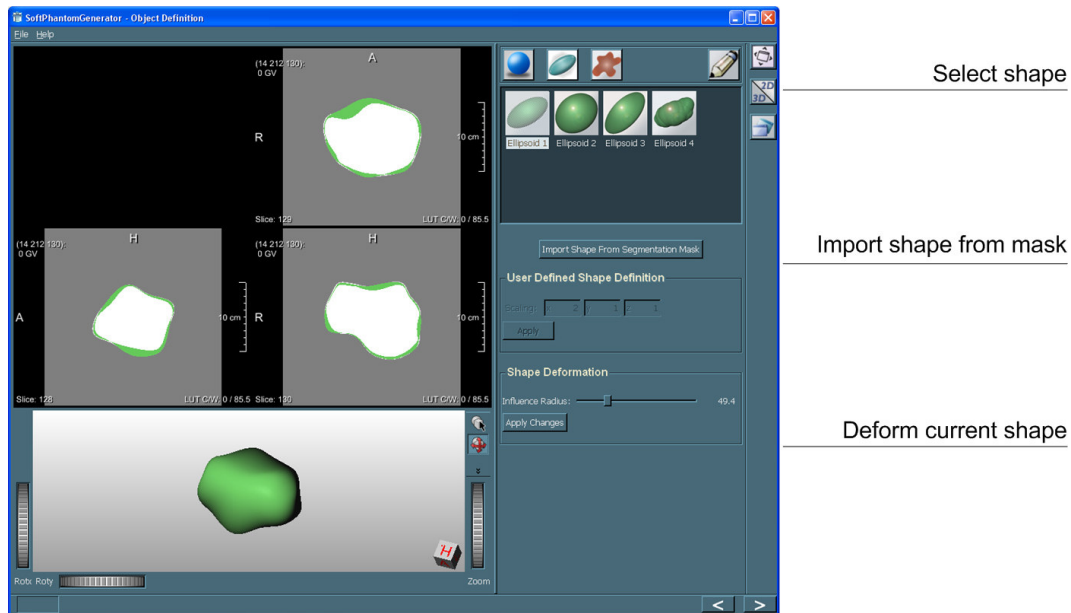 SoftPhantomGenerator - Object Definition
File Help
(14 212 130):
0 GV
A
R
10 cm
Slice: 129
LUT C/W: 0 / 85.5
(14 212 130):
0 GV
H
A
10 cm
Slice: 128
LUT C/W: 0 / 85.5
(14 212 130):
0 GV
H
R
10 cm
Slice: 130
LUT C/W: 0 / 85.5
H
Rotx Roty
Zoom
2D
3D
Ellipsoid 1 Ellipsoid 2 Ellipsoid 3 Ellipsoid 4
Import Shape From Segmentation Mask
User Defined Shape Definition
Scaling: x 2 y 1 z 1
Apply
Shape Deformation
Influence Radius: 49.4
Apply Changes
< >
Select shape
Import shape from mask
Deform current shape